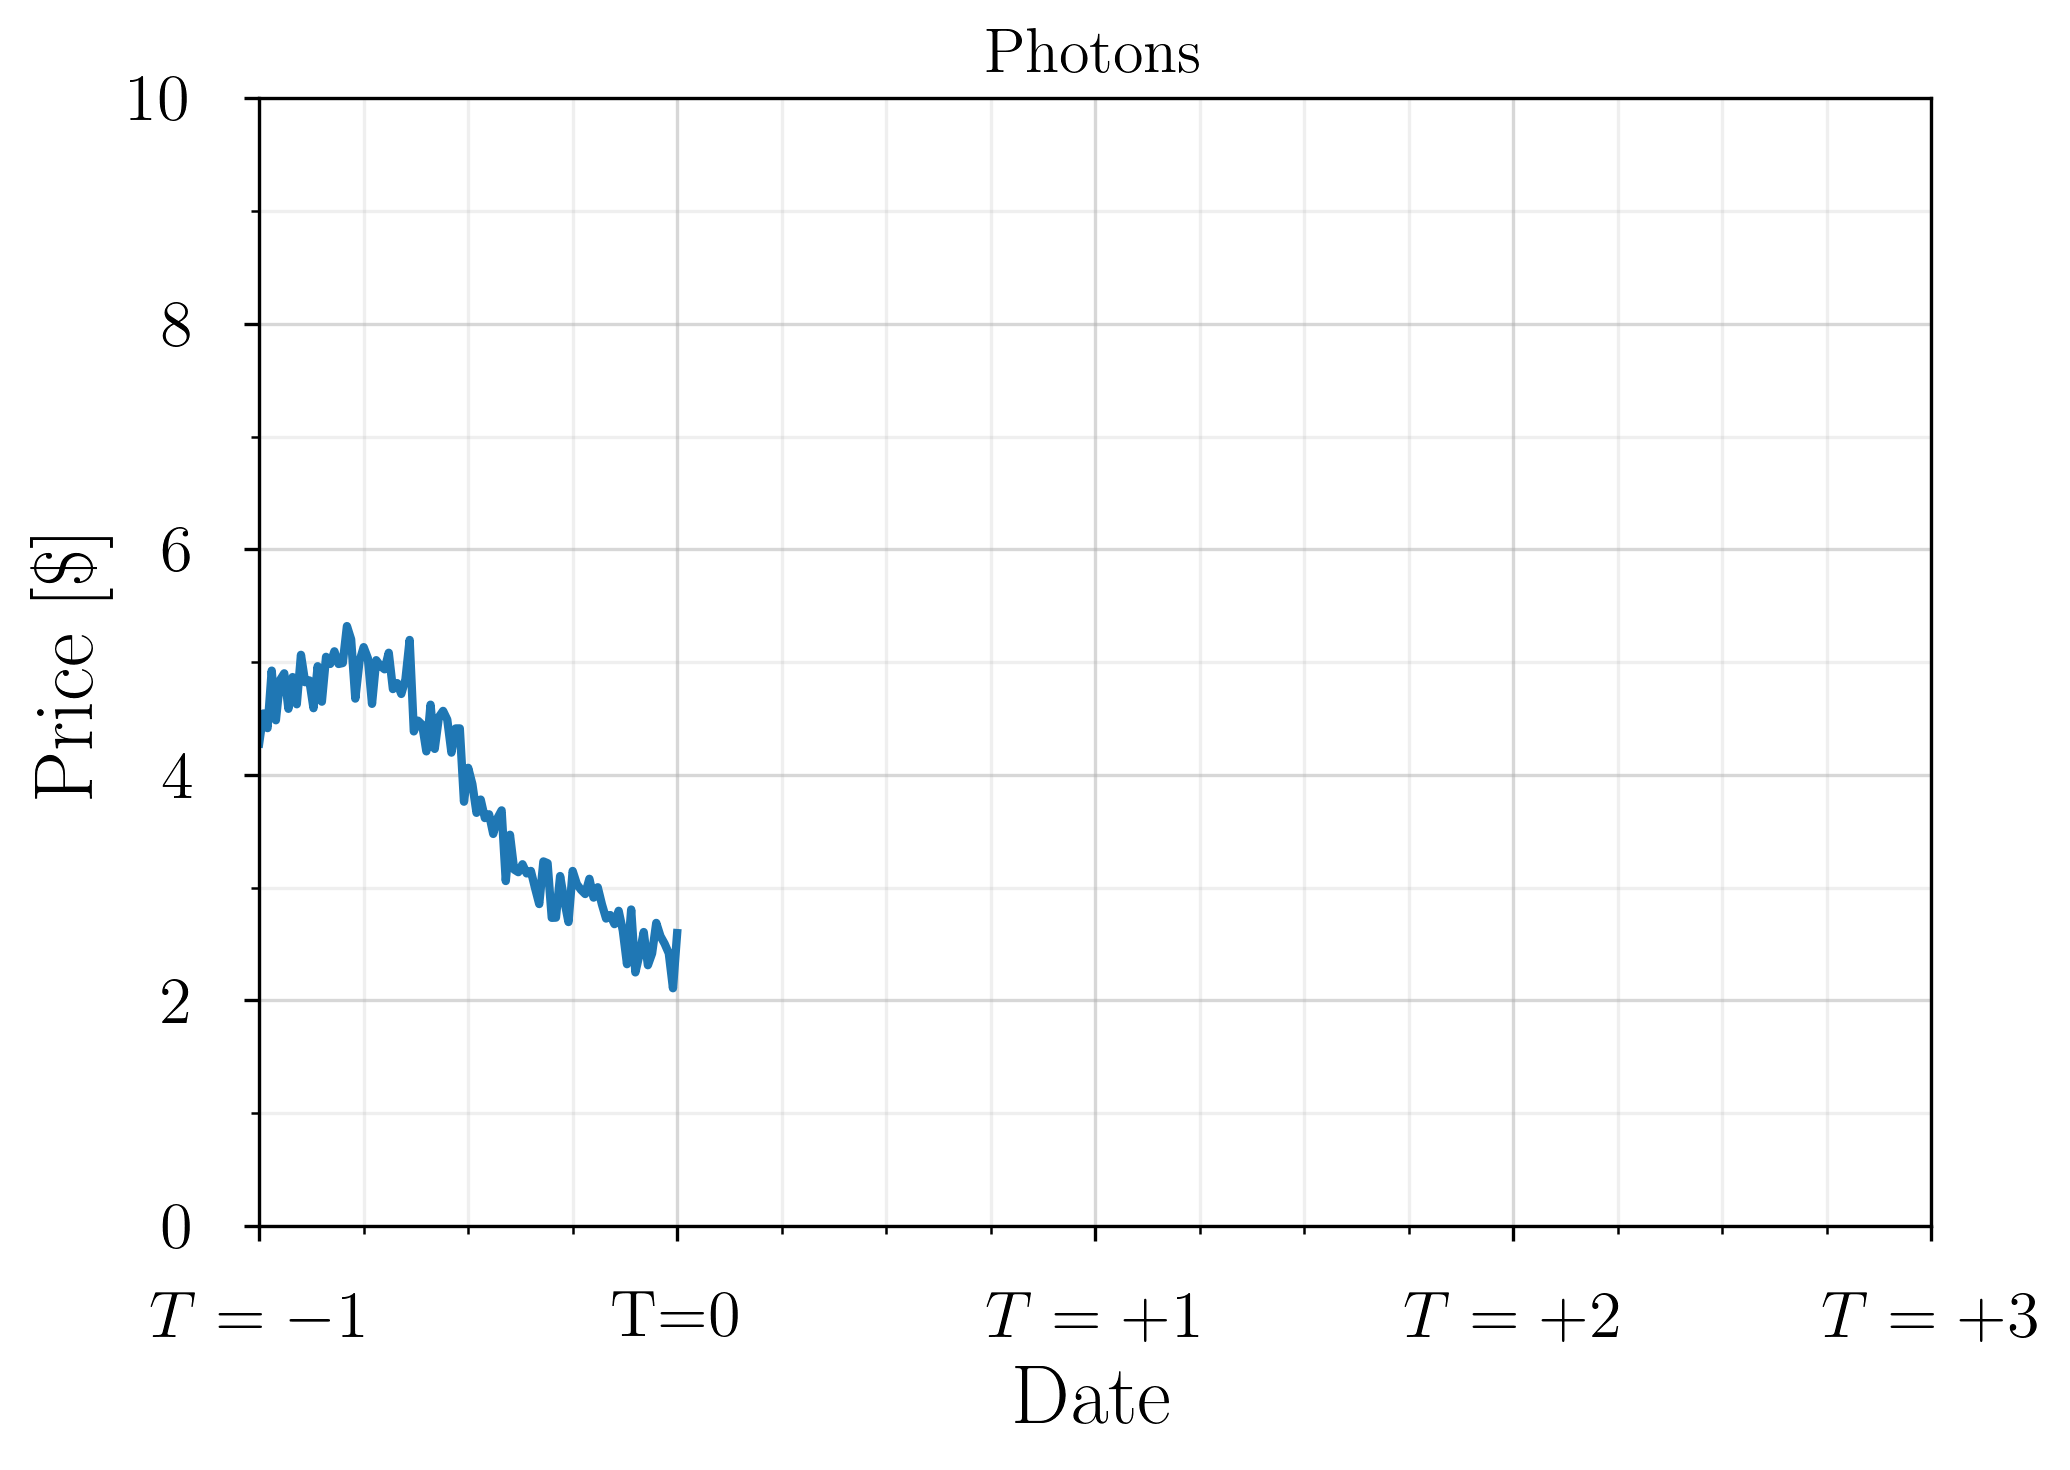 Photons
10
8
6
4
2
0
Price [$]
T = −1 T=0 T = +1 T = +2 T = +3
Date